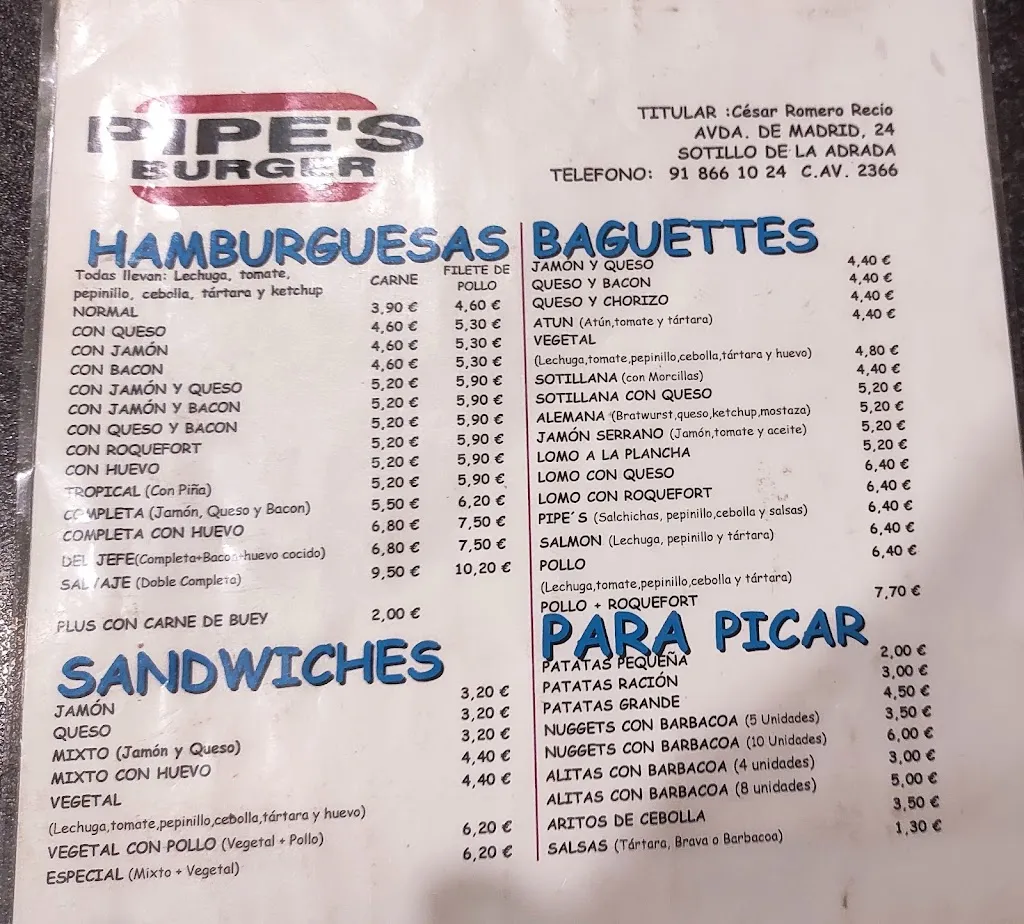 PIPE'S
BURGER
TITULAR :César Romero Recio
AVDA. DE MADRID, 24
SOTILLO DE LA ADRADA
TELEFONO: 91 866 10 24 C.AV. 2366
HAMBURGUESAS
Todas llevan: Lechuga, tomate,
pepinillo, cebolla, tártara y ketchup
CARNE
FILETE DE
POLLO
NORMAL 3,90 € 4,60 €
CON QUESO 4,60 € 5,30 €
CON JAMÓN 4,60 € 5,30 €
CON BACON 4,60 € 5,30 €
CON JAMÓN Y QUESO 5,20 € 5,90 €
CON JAMÓN Y BACON 5,20 € 5,90 €
CON QUESO Y BACON 5,20 € 5,90 €
CON ROQUEFORT 5,20 € 5,90 €
CON HUEVO 5,20 € 5,90 €
TROPICAL (Con Piña) 5,20 € 5,90 €
COMPLETA (Jamón, Queso y Bacon) 5,50 € 6,20 €
COMPLETA CON HUEVO 6,80 € 7,50 €
DEL JEFE(Completa+Bacon+huevo cocido) 6,80 € 7,50 €
SALVAJE (Doble Completa) 9,50 € 10,20 €
PLUS CON CARNE DE BUEY 2,00 €
SANDWICHES
JAMÓN 3,20 €
QUESO 3,20 €
MIXTO (Jamón y Queso) 3,20 €
MIXTO CON HUEVO 4,40 €
VEGETAL 4,40 €
(Lechuga,tomate,pepinillo,cebolla,tártara y huevo)
VEGETAL CON POLLO (Vegetal + Pollo) 6,20 €
ESPECIAL (Mixto + Vegetal) 6,20 €
BAGUETTES
JAMÓN Y QUESO 4,40 €
QUESO Y BACON 4,40 €
QUESO Y CHORIZO 4,40 €
ATUN (Atún,tomate y tártara) 4,40 €
VEGETAL
(Lechuga,tomate,pepinillo,cebolla,tártara y huevo) 4,80 €
SOTILLANA (con Morcillas) 4,40 €
SOTILLANA CON QUESO 5,20 €
ALEMANA (Bratwurst,queso,ketchup,mostaza) 5,20 €
JAMÓN SERRANO (Jamón,tomate y aceite) 5,20 €
LOMO A LA PLANCHA 5,20 €
LOMO CON QUESO 6,40 €
LOMO CON ROQUEFORT 6,40 €
PIPE´S (Salchichas, pepinillo,cebolla y salsas) 6,40 €
SALMON (Lechuga, pepinillo y tártara) 6,40 €
POLLO 6,40 €
(Lechuga,tomate,pepinillo,cebolla y tártara)
POLLO + ROQUEFORT 7,70 €
PARA PICAR
PATATAS PEQUEÑA 2,00 €
PATATAS RACIÓN 3,00 €
PATATAS GRANDE 4,50 €
NUGGETS CON BARBACOA (5 Unidades) 3,50 €
NUGGETS CON BARBACOA (10 Unidades) 6,00 €
ALITAS CON BARBACOA (4 unidades) 3,00 €
ALITAS CON BARBACOA (8 unidades) 5,00 €
ARITOS DE CEBOLLA 3,50 €
SALSAS (Tártara, Brava o Barbacoa) 1,30 €